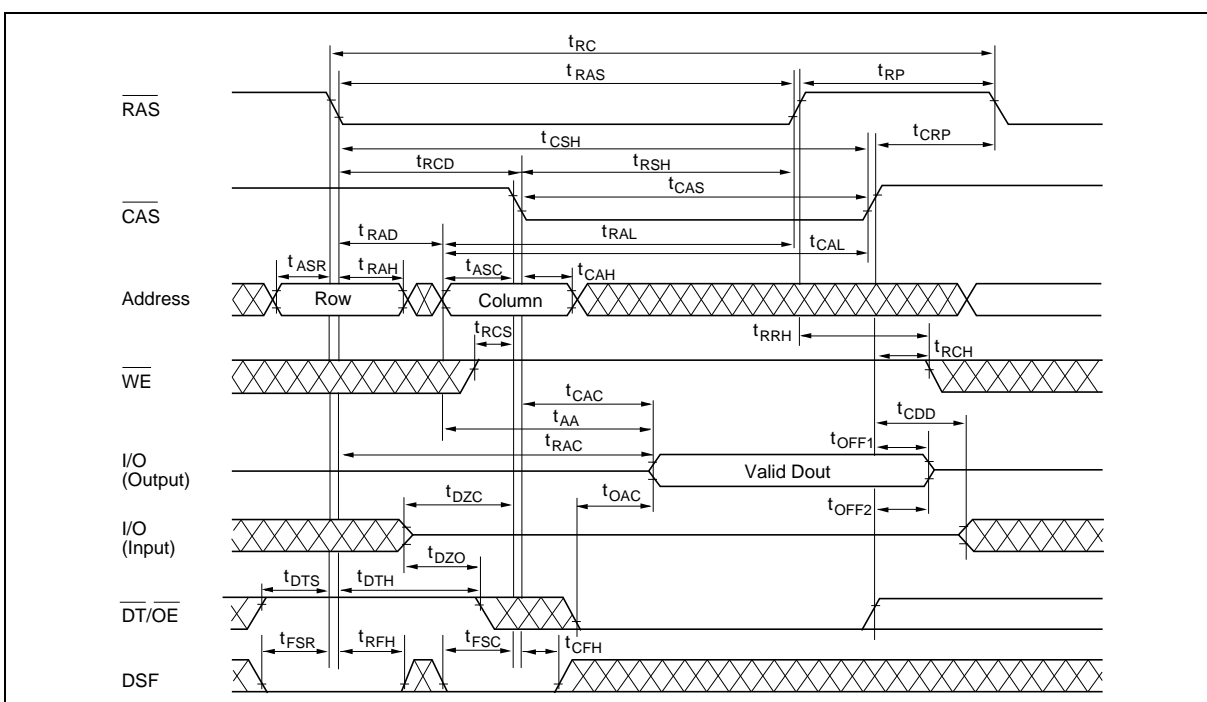 tRC
tRAS
tRP
RAS
tCSH
tCRP
tRCD
tRSH
tCAS
CAS
tRAD
tRAL
tCAL
tASR
tRAH
tASC
tCAH
Address
Row
Column
tRCS
tRRH
tRCH
WE
tCAC
tCDD
tAA
tRAC
tOFF1
I/O
(Output)
Valid Dout
tDZC
tOAC
tOFF2
I/O
(Input)
tDZO
tDTS
tDTH
DT/OE
tFSR
tRFH
tFSC
tCFH
DSF